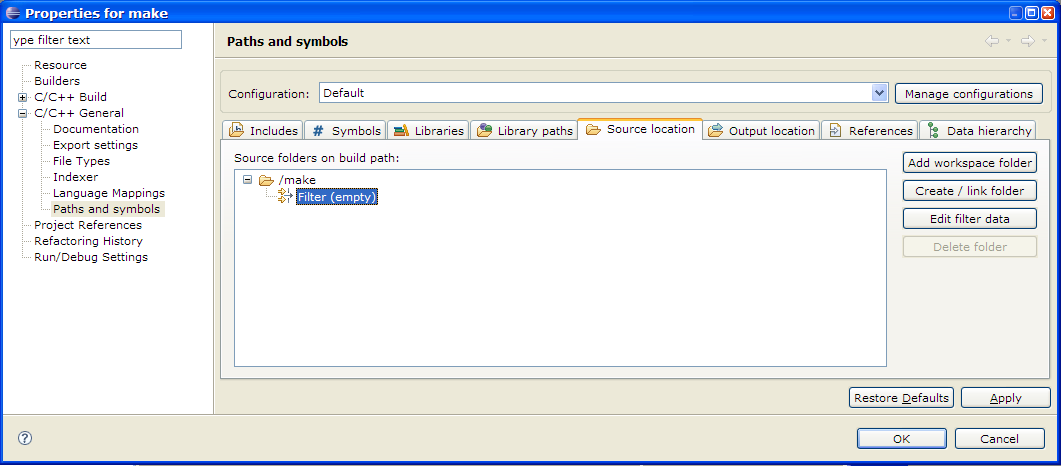 Properties for make
ype filter text
Resource
Builders
C/C++ Build
C/C++ General
Documentation
Export settings
File Types
Indexer
Language Mappings
Paths and symbols
Project References
Refactoring History
Run/Debug Settings
Paths and symbols
Configuration: Default Manage configurations
Includes # Symbols Libraries Library paths Source location Output location References Data hierarchy
Source folders on build path:
/make
Filter (empty)
Add workspace folder
Create / link folder
Edit filter data
Delete folder
Restore Defaults Apply
? OK Cancel